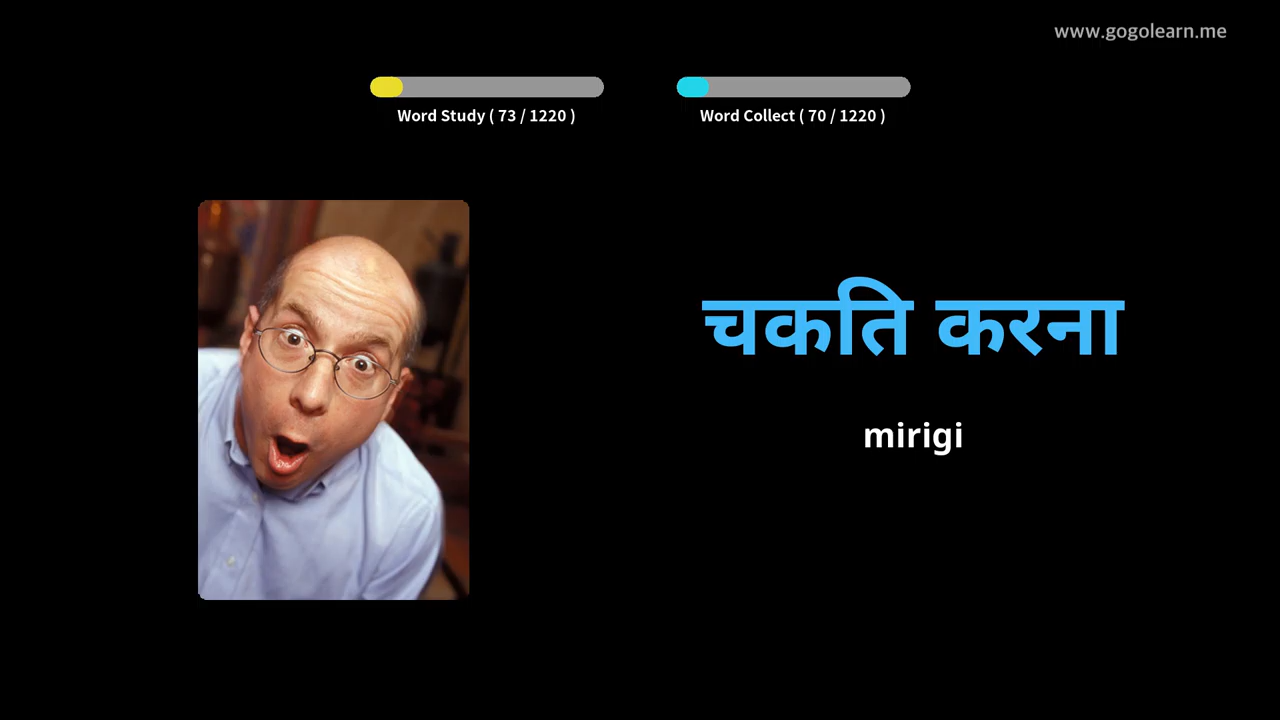 www.gogolearn.me
Word Study ( 73 / 1220 )
Word Collect ( 70 / 1220 )
चकति करना
mirigi